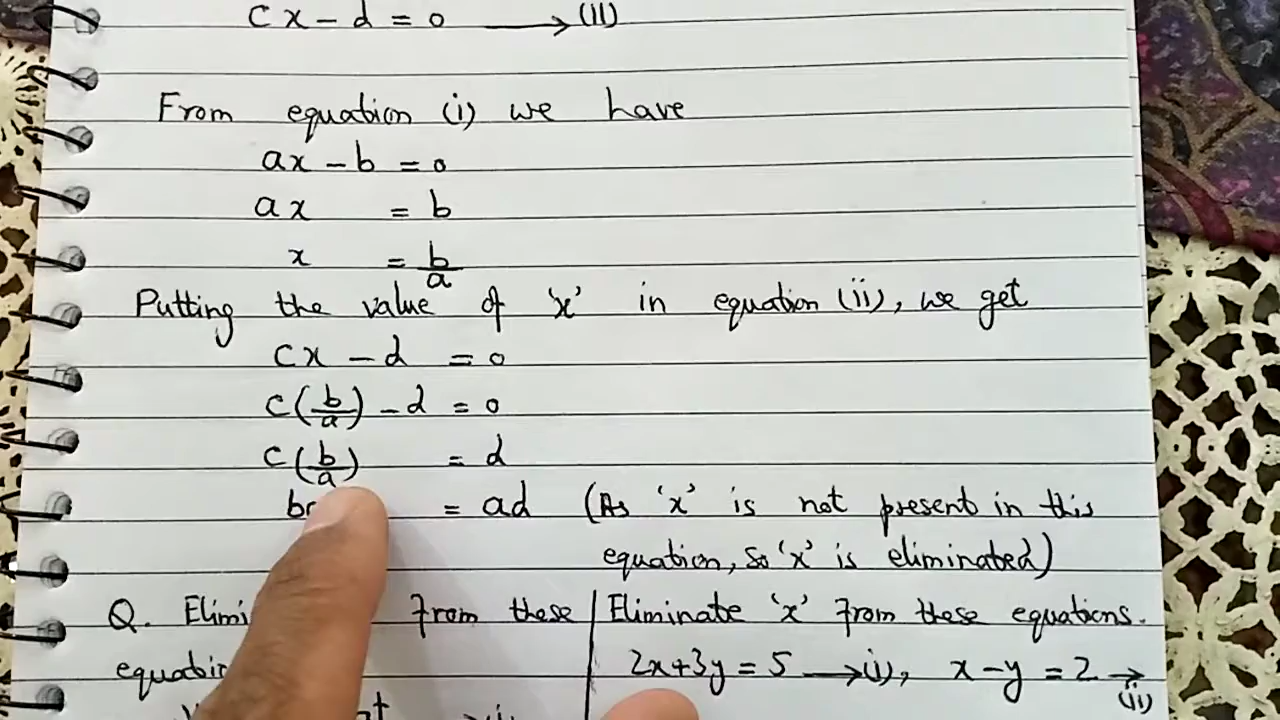 cx - d = 0 ⟶ (ii)
From equation (i) we have
ax - b = 0
ax = b
x = b/a
Putting the value of 'x' in equation (ii), we get
cx - d = 0
c(b/a) - d = 0
c(b/a) = d
= ad (As 'x' is not present in this
equation, so 'x' is eliminated)
Q. from these
Eliminate 'x' from these equations.
2x+3y = 5 ⟶ (i), x - y = 2 ⟶ (ii)